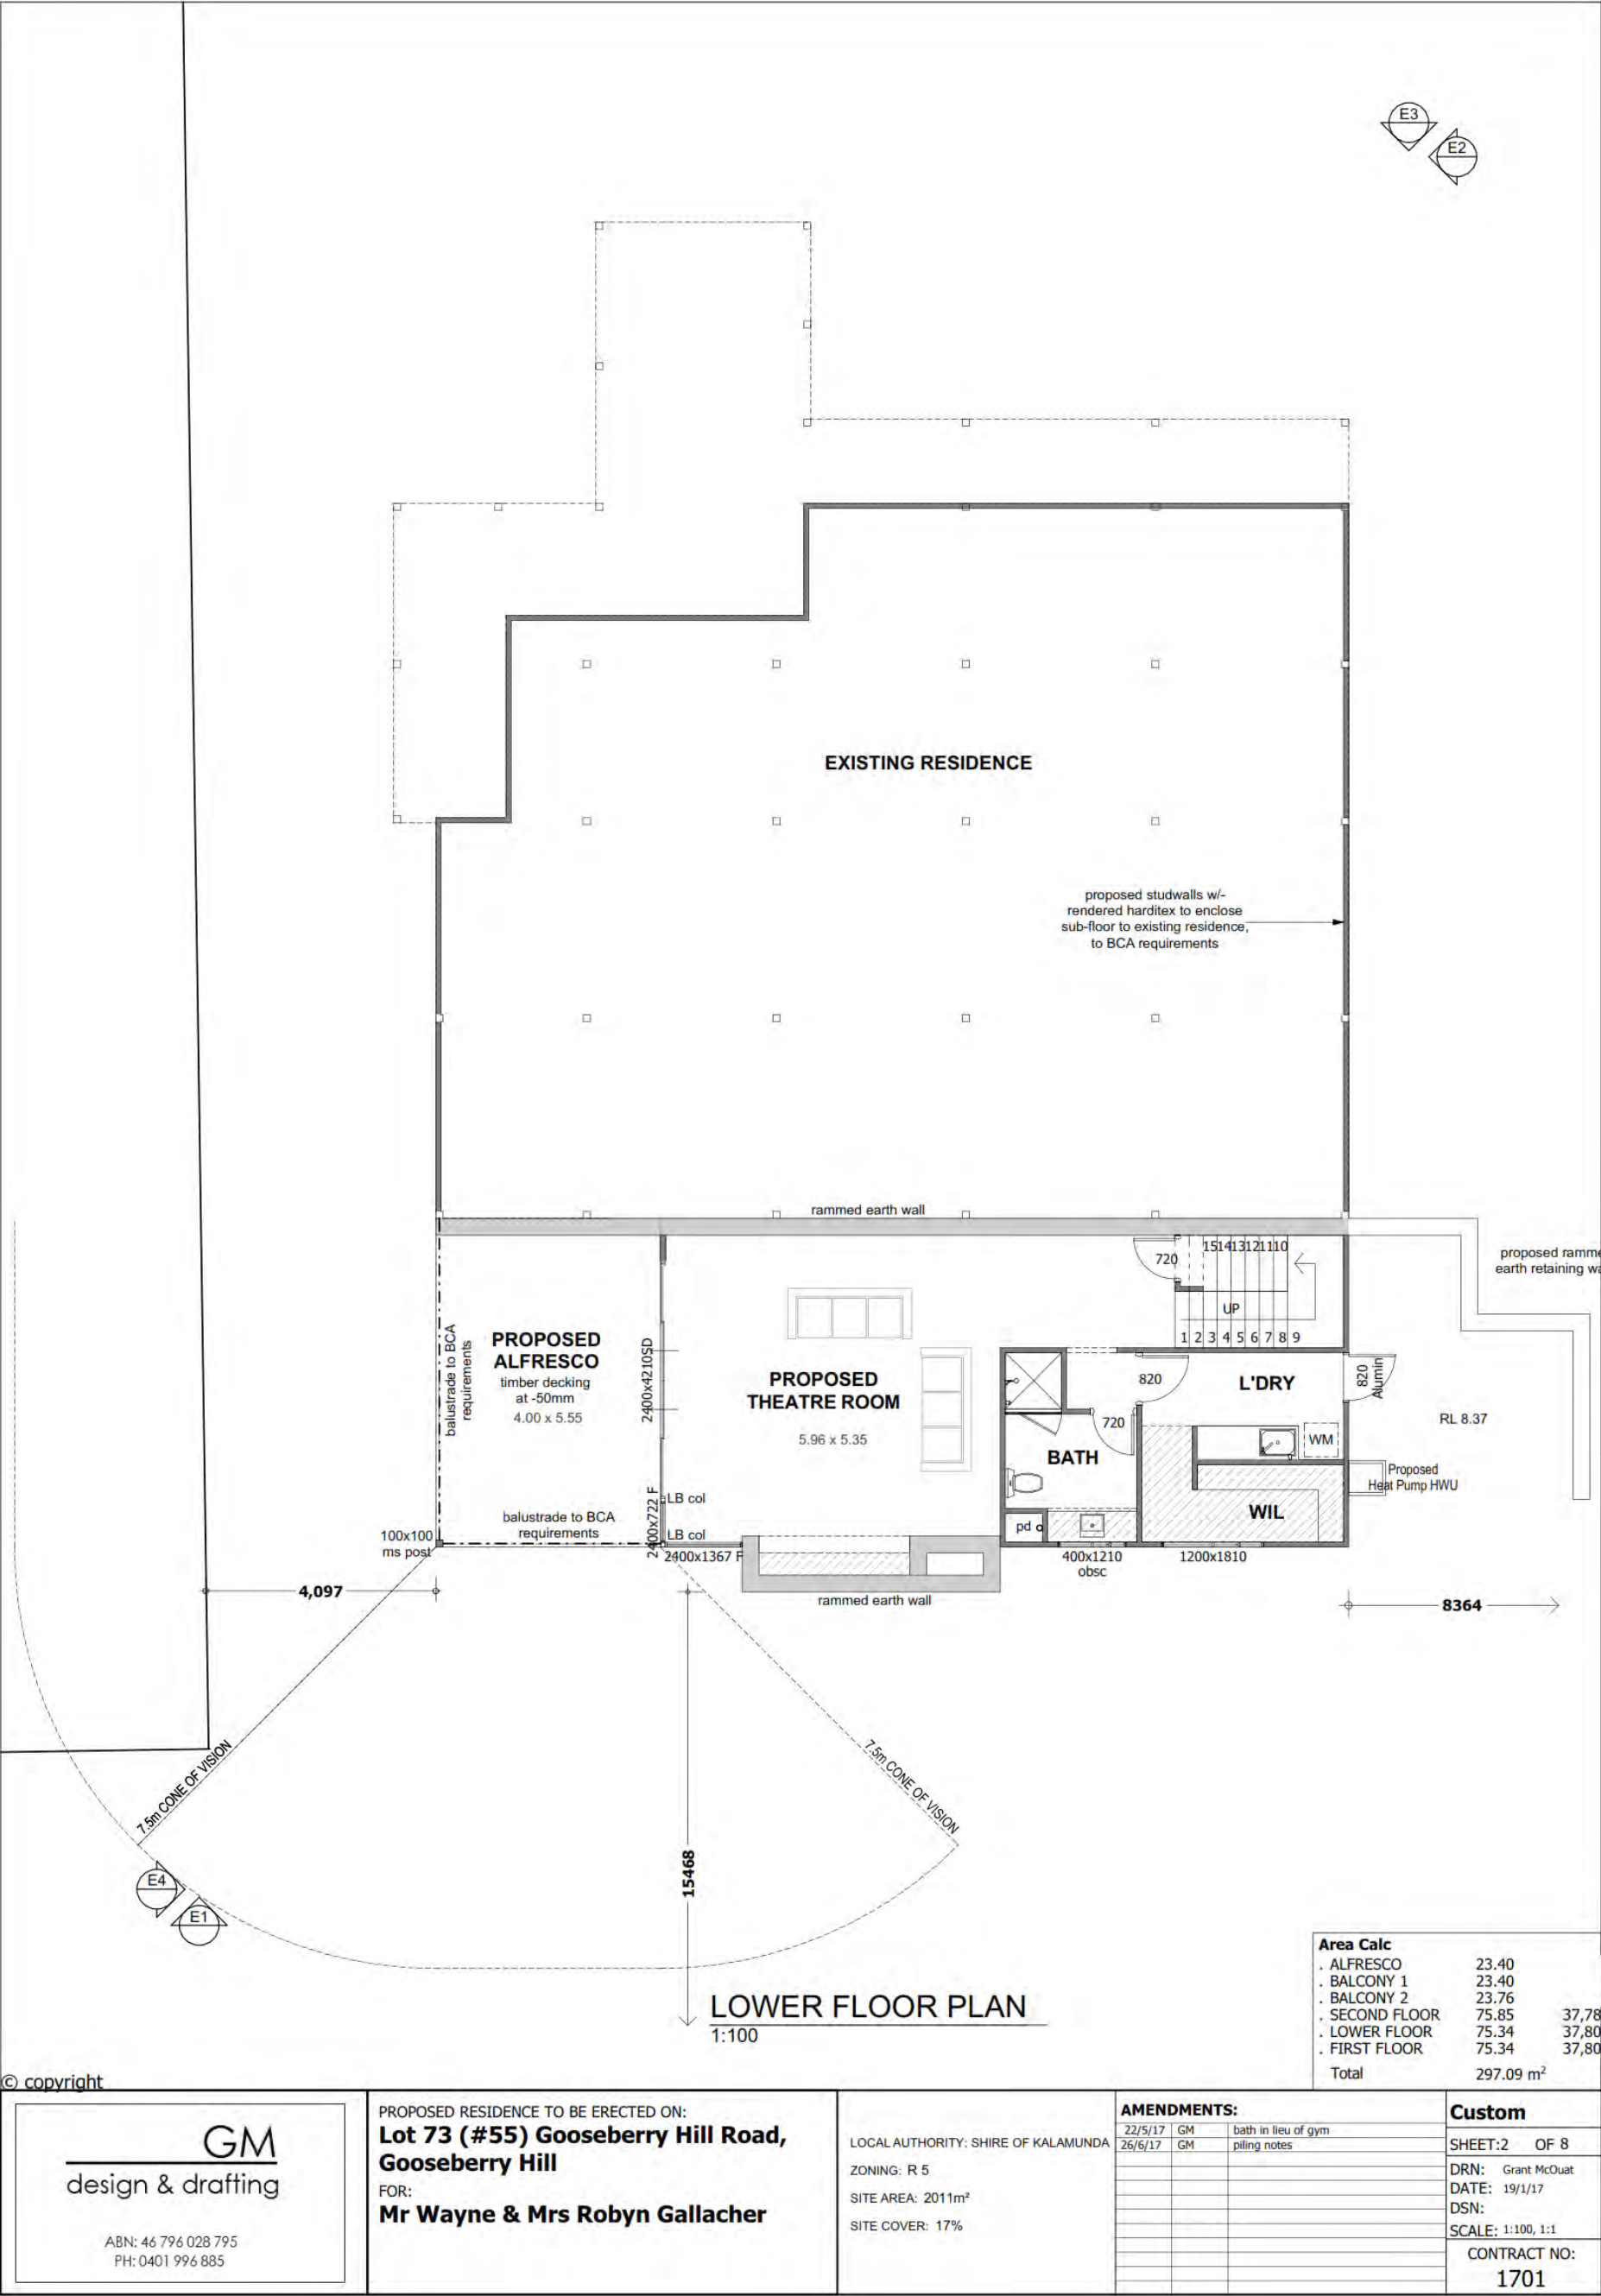 E3
E2
EXISTING RESIDENCE
proposed studwalls w/-
rendered harditex to enclose
sub-floor to existing residence,
to BCA requirements
rammed earth wall
720
15 14 13 12 11 10
UP
1 2 3 4 5 6 7 8 9
proposed ramme
earth retaining wa
balustrade to BCA
requirements
PROPOSED
ALFRESCO
timber decking
at -50mm
4.00 x 5.55
2400x4210SD
PROPOSED
THEATRE ROOM
5.96 x 5.35
820
L'DRY
820
Alumin
720
RL 8.37
BATH
WM
Proposed
Heat Pump HWU
WIL
LB col
LB col
2400x722 F
balustrade to BCA
requirements
100x100
ms post
pd
2400x1367 F
400x1210
obsc
1200x1810
rammed earth wall
4,097
8364
7.5m CONE OF VISION
7.5m CONE OF VISION
15468
E4
E1
LOWER FLOOR PLAN
1:100
Area Calc
. ALFRESCO 23.40
. BALCONY 1 23.40
. BALCONY 2 23.76
. SECOND FLOOR 75.85 37,78
. LOWER FLOOR 75.34 37,80
. FIRST FLOOR 75.34 37,80
Total 297.09 m²
© copyright
GM
design & drafting
ABN: 46 796 028 795
PH: 0401 996 885
PROPOSED RESIDENCE TO BE ERECTED ON:
Lot 73 (#55) Gooseberry Hill Road,
Gooseberry Hill
FOR:
Mr Wayne & Mrs Robyn Gallacher
LOCAL AUTHORITY: SHIRE OF KALAMUNDA
ZONING: R 5
SITE AREA: 2011m²
SITE COVER: 17%
AMENDMENTS:
22/5/17 GM bath in lieu of gym
26/6/17 GM piling notes
Custom
SHEET:2 OF 8
DRN: Grant McOuat
DATE: 19/1/17
DSN:
SCALE: 1:100, 1:1
CONTRACT NO:
1701